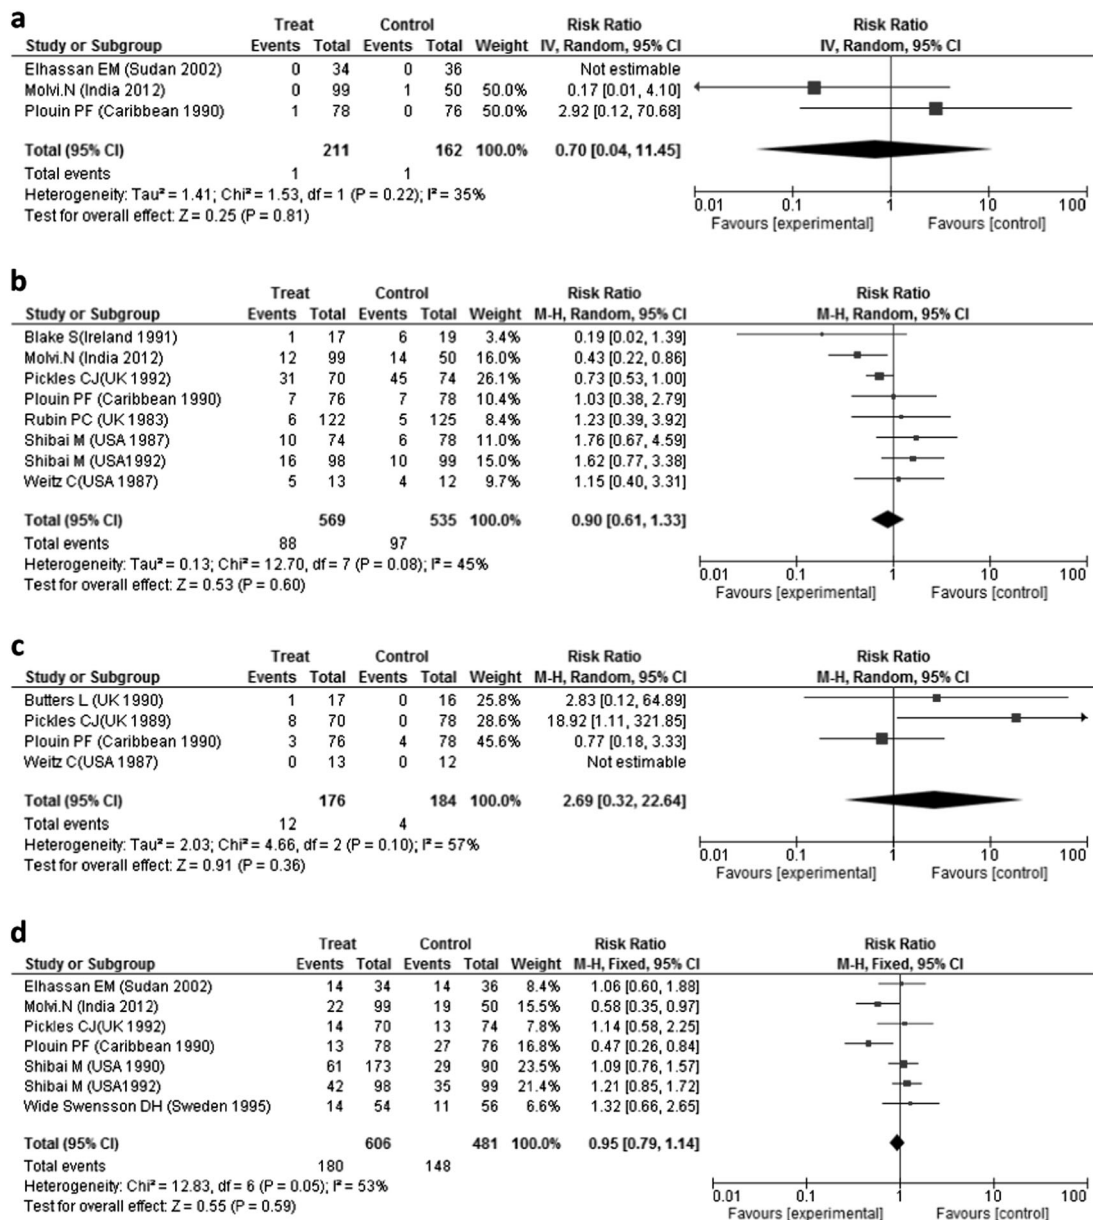 a
Treat Control Risk Ratio Risk Ratio
Study or Subgroup Events Total Events Total Weight IV, Random, 95% CI IV, Random, 95% CI
Elhassan EM (Sudan 2002) 0 34 0 36 Not estimable
Molvi.N (India 2012) 0 99 1 50 50.0% 0.17 [0.01, 4.10]
Plouin PF (Caribbean 1990) 1 78 0 76 50.0% 2.92 [0.12, 70.68]
Total (95% CI) 211 162 100.0% 0.70 [0.04, 11.45]
Total events 1 1
Heterogeneity: Tau² = 1.41; Chi² = 1.53, df = 1 (P = 0.22); I² = 35%
Test for overall effect: Z = 0.25 (P = 0.81)
0.01 0.1 1 10 100
Favours [experimental] Favours [control]
b
Treat Control Risk Ratio Risk Ratio
Study or Subgroup Events Total Events Total Weight M-H, Random, 95% CI M-H, Random, 95% CI
Blake S(Ireland 1991) 1 17 6 19 3.4% 0.19 [0.02, 1.39]
Molvi.N (India 2012) 12 99 14 50 16.0% 0.43 [0.22, 0.86]
Pickles CJ(UK 1992) 31 70 45 74 26.1% 0.73 [0.53, 1.00]
Plouin PF (Caribbean 1990) 7 76 7 78 10.4% 1.03 [0.38, 2.79]
Rubin PC (UK 1983) 6 122 5 125 8.4% 1.23 [0.39, 3.92]
Shibai M (USA 1987) 10 74 6 78 11.0% 1.76 [0.67, 4.59]
Shibai M (USA1992) 16 98 10 99 15.0% 1.62 [0.77, 3.38]
Weitz C(USA 1987) 5 13 4 12 9.7% 1.15 [0.40, 3.31]
Total (95% CI) 569 535 100.0% 0.90 [0.61, 1.33]
Total events 88 97
Heterogeneity: Tau² = 0.13; Chi² = 12.70, df = 7 (P = 0.08); I² = 45%
Test for overall effect: Z = 0.53 (P = 0.60)
0.01 0.1 1 10 100
Favours [experimental] Favours [control]
c
Treat Control Risk Ratio Risk Ratio
Study or Subgroup Events Total Events Total Weight M-H, Random, 95% CI M-H, Random, 95% CI
Butters L (UK 1990) 1 17 0 16 25.8% 2.83 [0.12, 64.89]
Pickles CJ(UK 1989) 8 70 0 78 28.6% 18.92 [1.11, 321.85]
Plouin PF (Caribbean 1990) 3 76 4 78 45.6% 0.77 [0.18, 3.33]
Weitz C(USA 1987) 0 13 0 12 Not estimable
Total (95% CI) 176 184 100.0% 2.69 [0.32, 22.64]
Total events 12 4
Heterogeneity: Tau² = 2.03; Chi² = 4.66, df = 2 (P = 0.10); I² = 57%
Test for overall effect: Z = 0.91 (P = 0.36)
0.01 0.1 1 10 100
Favours [experimental] Favours [control]
d
Treat Control Risk Ratio Risk Ratio
Study or Subgroup Events Total Events Total Weight M-H, Fixed, 95% CI M-H, Fixed, 95% CI
Elhassan EM (Sudan 2002) 14 34 14 36 8.4% 1.06 [0.60, 1.88]
Molvi.N (India 2012) 22 99 19 50 15.5% 0.58 [0.35, 0.97]
Pickles CJ(UK 1992) 14 70 13 74 7.8% 1.14 [0.58, 2.25]
Plouin PF (Caribbean 1990) 13 78 27 76 16.8% 0.47 [0.26, 0.84]
Shibai M (USA 1990) 61 173 29 90 23.5% 1.09 [0.76, 1.57]
Shibai M (USA1992) 42 98 35 99 21.4% 1.21 [0.85, 1.72]
Wide Swensson DH (Sweden 1995) 14 54 11 56 6.6% 1.32 [0.66, 2.65]
Total (95% CI) 606 481 100.0% 0.95 [0.79, 1.14]
Total events 180 148
Heterogeneity: Chi² = 12.83, df = 6 (P = 0.05); I² = 53%
Test for overall effect: Z = 0.55 (P = 0.59)
0.01 0.1 1 10 100
Favours [experimental] Favours [control]